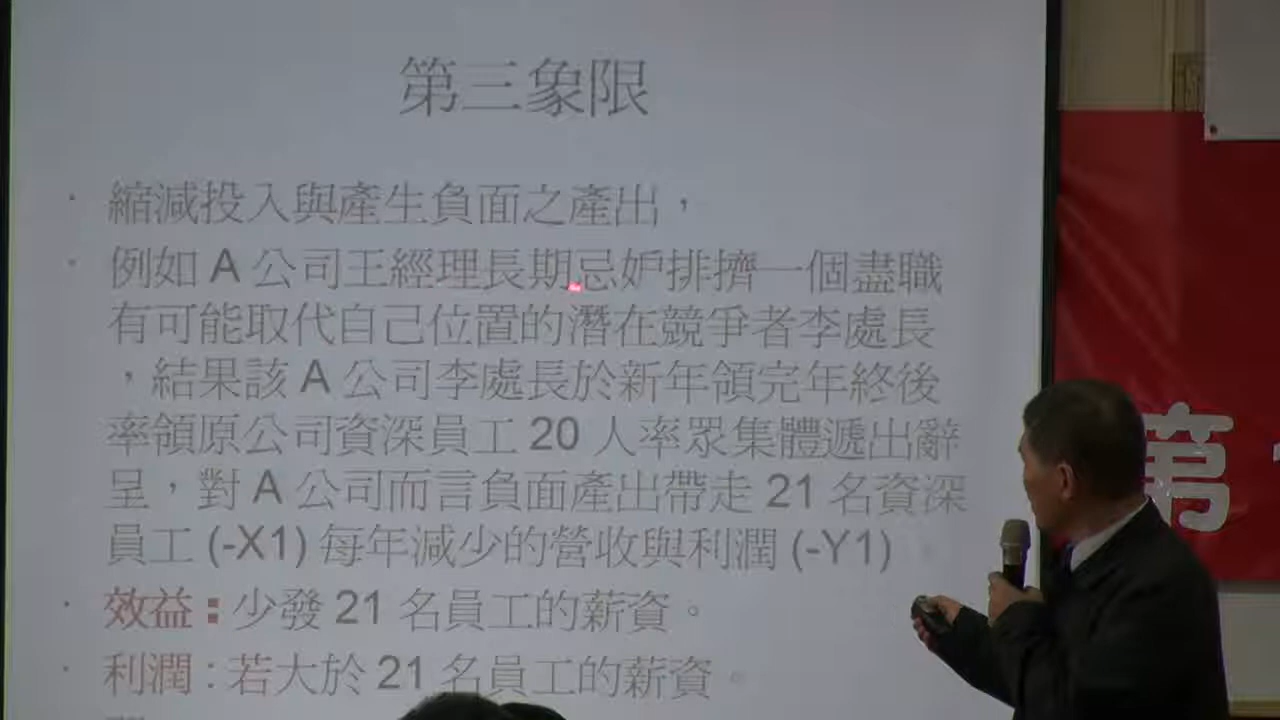 第三象限
• 縮減投入與產生負面之產出，
• 例如 A 公司王經理長期忌妒排擠一個盡職
有可能取代自己位置的潛在競爭者李處長
，結果該 A 公司李處長於新年領完年終後
率領原公司資深員工 20 人率眾集體遞出辭
呈，對 A 公司而言負面產出帶走 21 名資深
員工 (-X1) 每年減少的營收與利潤 (-Y1)
• 效益：少發 21 名員工的薪資。
• 利潤 : 若大於 21 名員工的薪資。
第